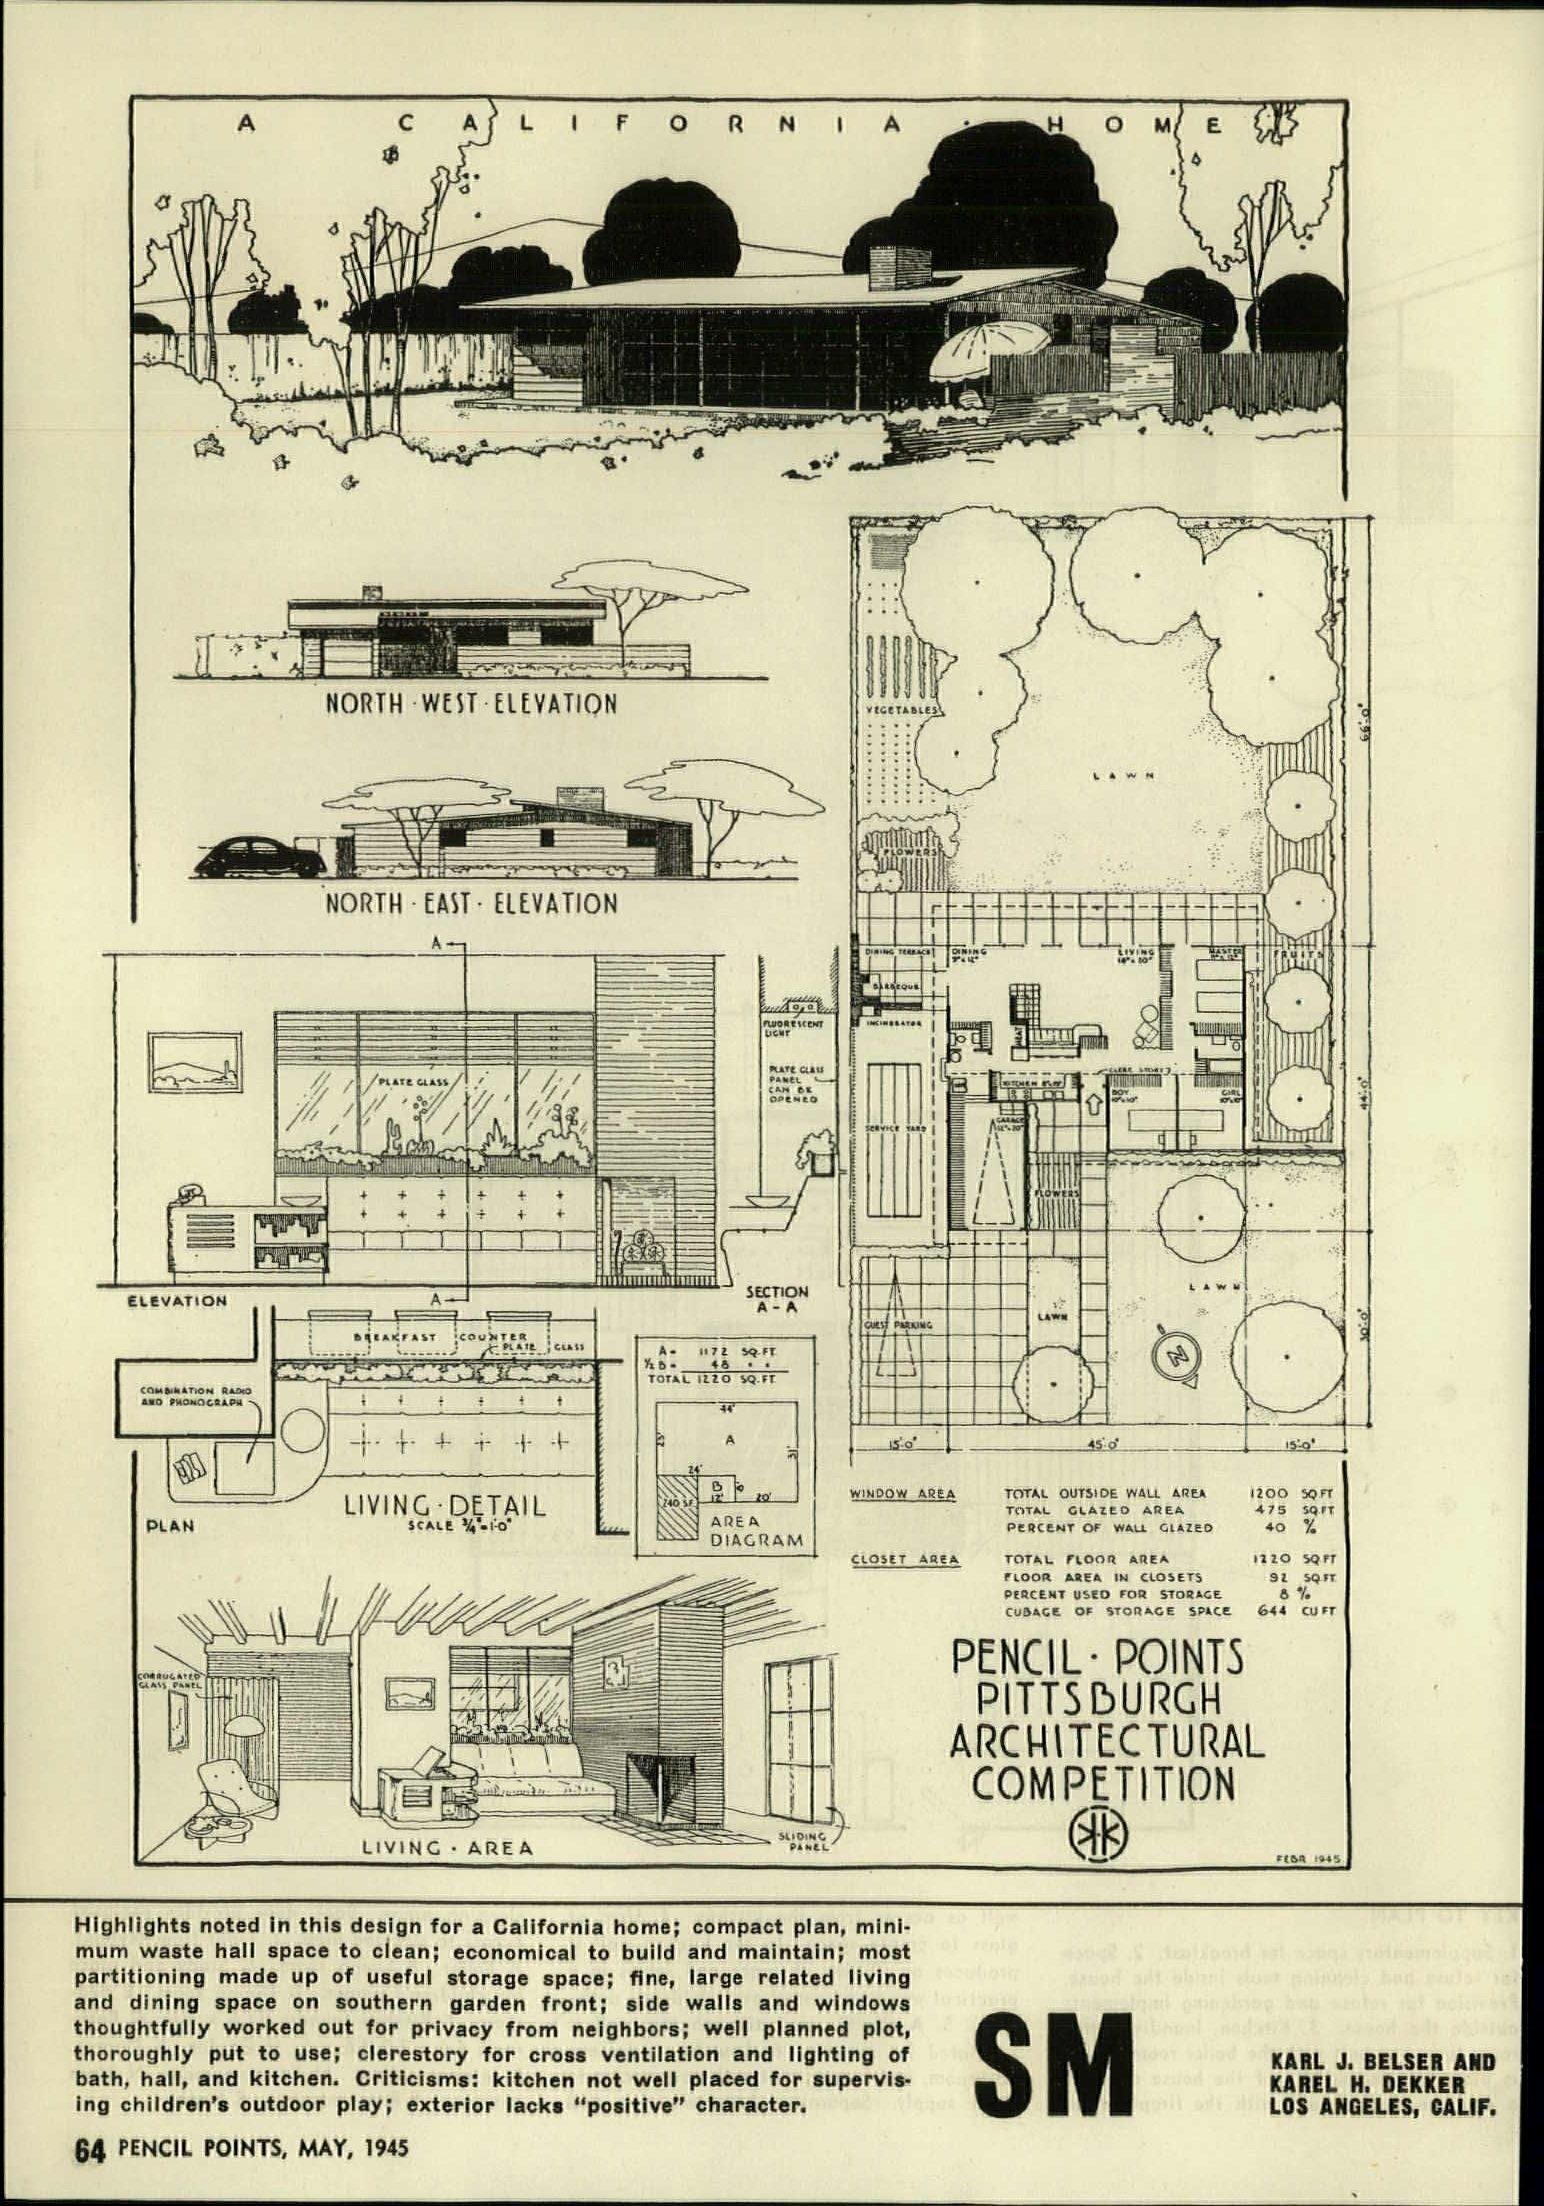 A CALIFORNIA · HOME
NORTH · WEST · ELEVATION
NORTH · EAST · ELEVATION
VEGETABLES
LAWN
FLOWERS
66'-0"
DINING TERRACE
DINING
9'x12'
LIVING
MASTER
FRUITS
BARBEQUE
INCINERATOR
KITCHEN
CLERE STORY
BOY
10'x10'
GIRL
10'x10'
GARAGE
SERVICE YARD
FLOWERS
44'-0"
GUEST PARKING
LAWN
LAWN
N
30'-0"
15'-0"
45'-0"
15'-0"
A
PLATE GLASS
FLUORESCENT
LIGHT
PLATE GLASS
PANEL
CAN BE
OPENED
ELEVATION
A
SECTION
A - A
BREAKFAST COUNTER
PLATE GLASS
COMBINATION RADIO
AND PHONOGRAPH
LIVING · DETAIL
SCALE 3/4"=1'-0"
PLAN
A = 1172 SQ.FT.
½ B = 48 " "
TOTAL 1220 SQ.FT.
44'
A
31'
24'
B
12'
20'
240 S.F.
AREA
DIAGRAM
WINDOW AREA TOTAL OUTSIDE WALL AREA 1200 SQ FT
TOTAL GLAZED AREA 475 SQ.FT
PERCENT OF WALL GLAZED 40 %
CLOSET AREA TOTAL FLOOR AREA 1220 SQ FT
FLOOR AREA IN CLOSETS 92 SQ.FT.
PERCENT USED FOR STORAGE 8 %
CUBAGE OF STORAGE SPACE 644 CU FT
CORRUGATED
GLASS PANEL
LIVING · AREA
SLIDING
PANEL
PENCIL · POINTS
PITTSBURGH
ARCHITECTURAL
COMPETITION
FEBR 1945
Highlights noted in this design for a California home; compact plan, mini-
mum waste hall space to clean; economical to build and maintain; most
partitioning made up of useful storage space; fine, large related living
and dining space on southern garden front; side walls and windows
thoughtfully worked out for privacy from neighbors; well planned plot,
thoroughly put to use; clerestory for cross ventilation and lighting of
bath, hall, and kitchen. Criticisms: kitchen not well placed for supervis-
ing children's outdoor play; exterior lacks "positive" character.
SM
KARL J. BELSER AND
KAREL H. DEKKER
LOS ANGELES, CALIF.
64 PENCIL POINTS, MAY, 1945